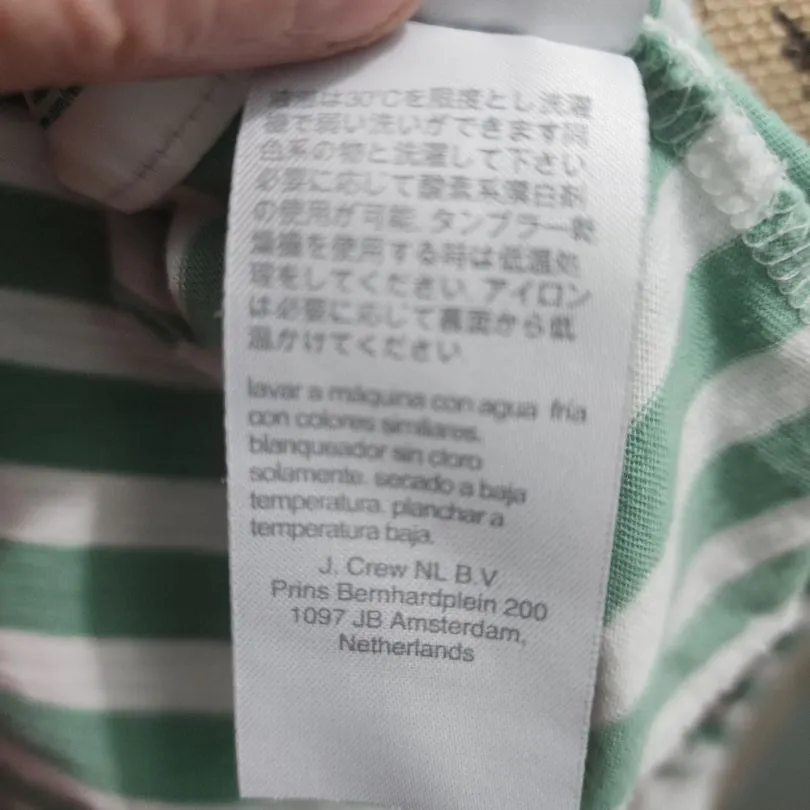 液温は30℃を限度とし洗濯
機で弱い洗いができます同
色系の物と洗濯して下さい
必要に応じて酸素系漂白剤
の使用が可能. タンブラー乾
燥機を使用する時は低温処
理をしてください. アイロン
は必要に応じて裏面から低
温かけてください
lavar a máquina con agua fría
con colores similares.
blanqueador sin cloro
solamente. secado a baja
temperatura. planchar a
temperatura baja.
J. Crew NL B.V
Prins Bernhardplein 200
1097 JB Amsterdam,
Netherlands